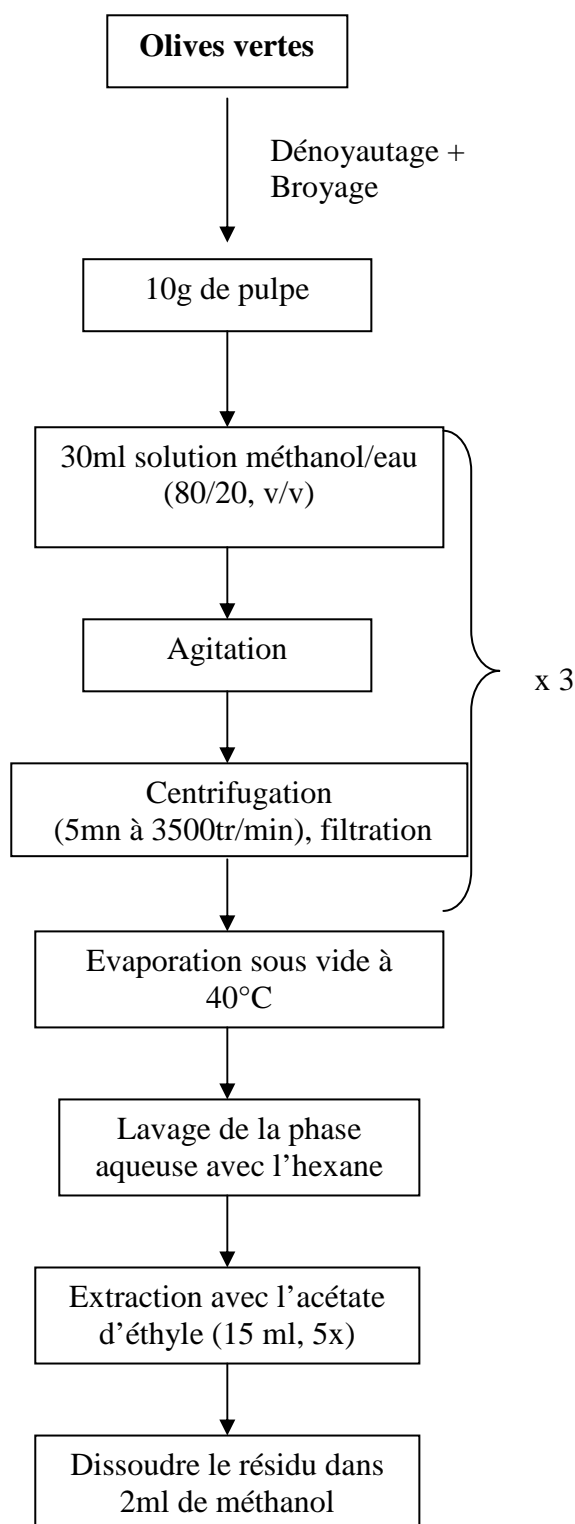 Olives vertes
Dénoyautage +
Broyage
10g de pulpe
30ml solution méthanol/eau
(80/20, v/v)
Agitation
x 3
Centrifugation
(5mn à 3500tr/min), filtration
Evaporation sous vide à
40°C
Lavage de la phase
aqueuse avec l’hexane
Extraction avec l’acétate
d’éthyle (15 ml, 5x)
Dissoudre le résidu dans
2ml de méthanol